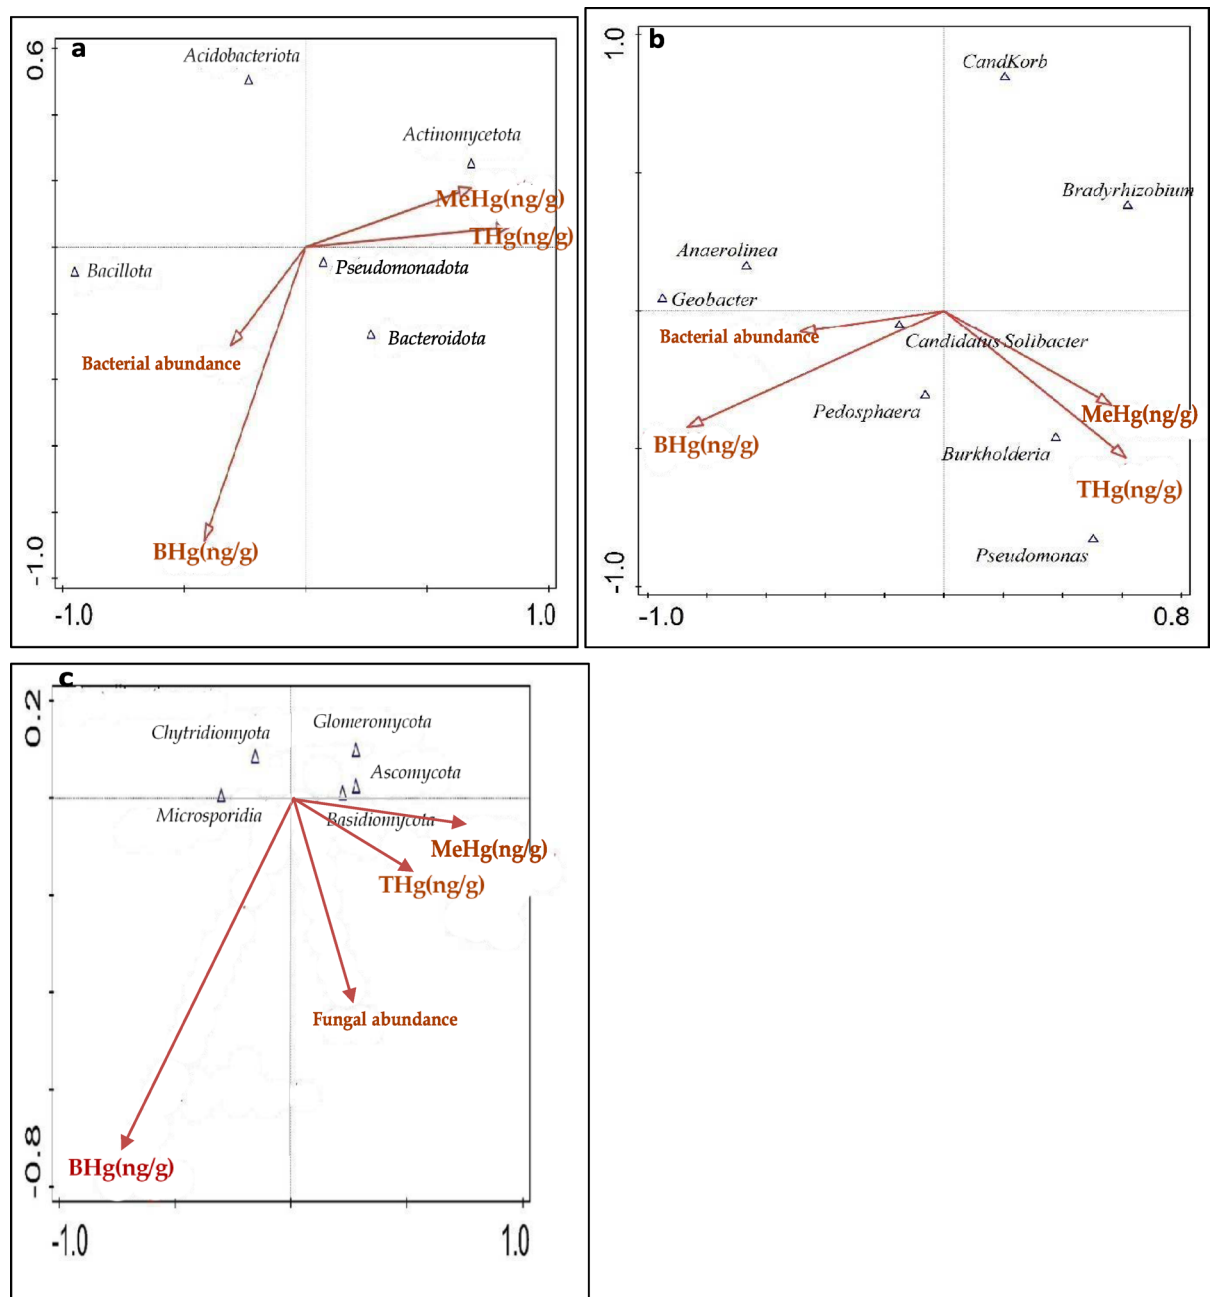 a
0.6
Acidobacteriota
Actinomycetota
MeHg(ng/g)
THg(ng/g)
Bacillota
Pseudomonadota
Bacteroidota
Bacterial abundance
BHg(ng/g)
-1.0
-1.0
1.0
b
1.0
CandKorb
Bradyrhizobium
Anaerolinea
Geobacter
Bacterial abundance
Candidatus Solibacter
Pedosphaera
MeHg(ng/g)
BHg(ng/g)
Burkholderia
THg(ng/g)
Pseudomonas
-1.0
-1.0
0.8
c
0.2
Glomeromycota
Chytridiomyota
Ascomycota
Microsporidia
Basidiomycota
MeHg(ng/g)
THg(ng/g)
Fungal abundance
BHg(ng/g)
-0.8
-1.0
1.0